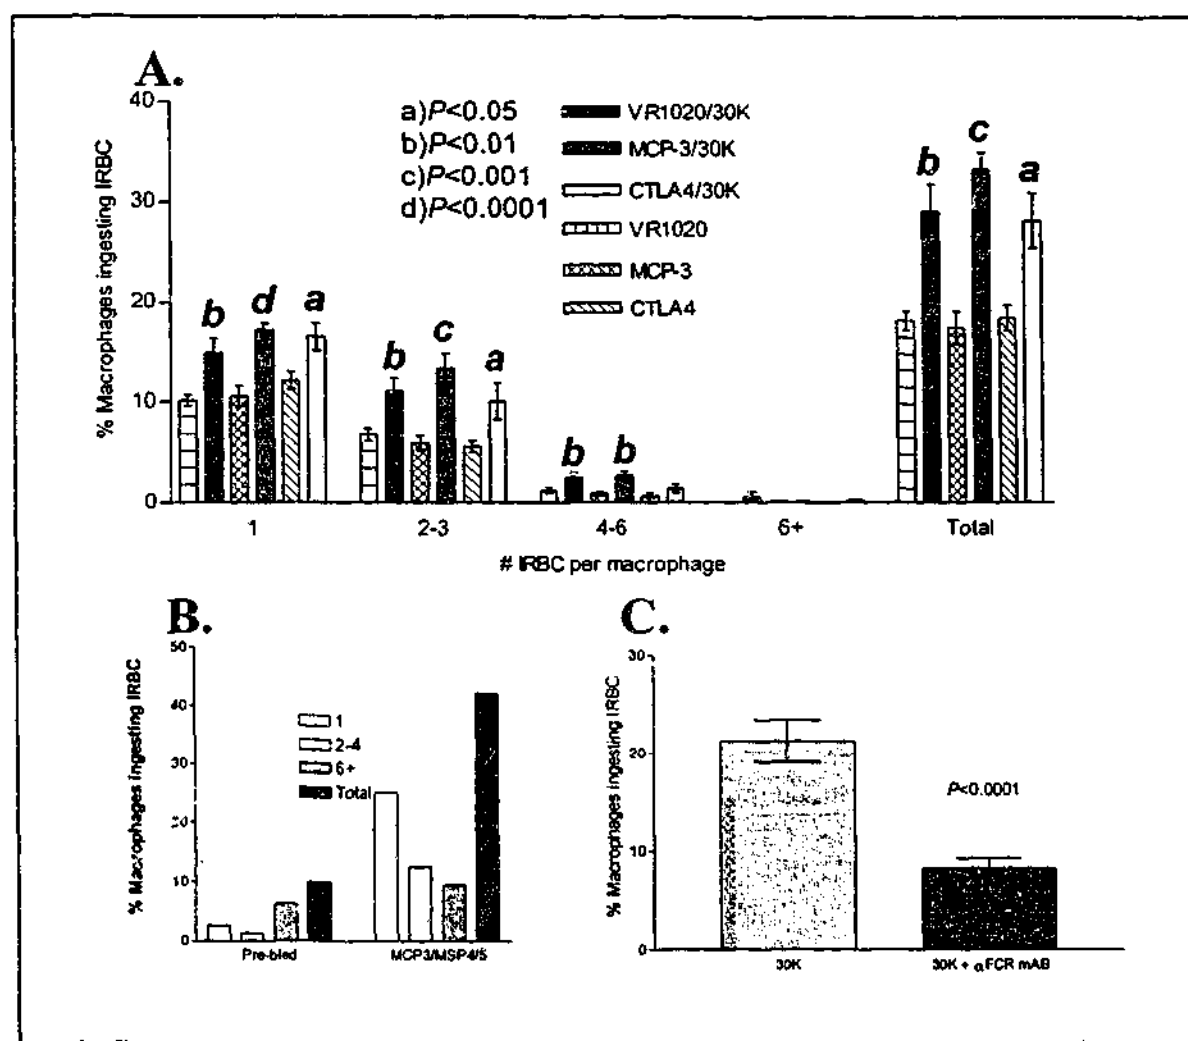 A.
% Macrophages ingesting IRBC
40
30
20
10
0
a)P<0.05
b)P<0.01
c)P<0.001
d)P<0.0001
VR1020/30K
MCP-3/30K
CTLA4/30K
VR1020
MCP-3
CTLA4
b d a
b c a
b b
b c a
1 2-3 4-6 6+ Total
# IRBC per macrophage
B.
% Macrophages ingesting IRBC
50
40
30
20
10
0
1
2-4
6+
Total
Pre-bled MCP3/MSP4/5
C.
% Macrophages ingesting IRBC
30
20
10
0
P<0.0001
30K 30K + αFCR mAB